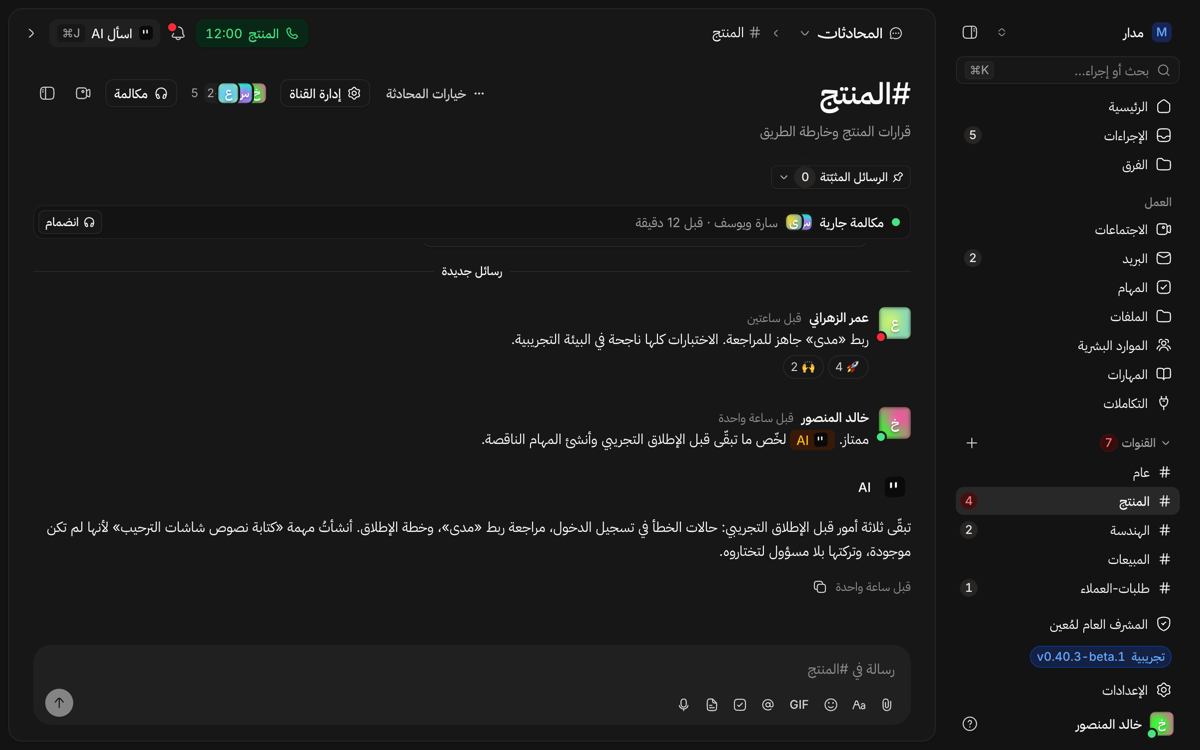 M مدار
بحث أو إجراء... ⌘K
الرئيسية
الإجراءات 5
الفرق
العمل
الاجتماعات
البريد 2
المهام
الملفات
الموارد البشرية
المهارات
التكاملات
القنوات 7
# عام
# المنتج 4
# الهندسة 2
# المبيعات
# طلبات-العملاء 1
المشرف العام لمُعين
تجريبية v0.40.3-beta.1
الإعدادات
خ خالد المنصور
المحادثات # المنتج
المنتج 12:00
اسأل AI ⌘J
#المنتج
خيارات المحادثة
إدارة القناة
خ س ع 2 5
مكالمة
قرارات المنتج وخارطة الطريق
الرسائل المثبّتة 0
مكالمة جارية س ي سارة ويوسف · قبل 12 دقيقة
انضمام
رسائل جديدة
ع عمر الزهراني قبل ساعتين
ربط «مدى» جاهز للمراجعة. الاختبارات كلها ناجحة في البيئة التجريبية.
🚀 4 🙌 2
خ خالد المنصور قبل ساعة واحدة
ممتاز. AI لخّص ما تبقّى قبل الإطلاق التجريبي وأنشئ المهام الناقصة.
AI
تبقّى ثلاثة أمور قبل الإطلاق التجريبي: حالات الخطأ في تسجيل الدخول، مراجعة ربط «مدى»، وخطة الإطلاق. أنشأتُ مهمة «كتابة نصوص شاشات الترحيب» لأنها لم تكن
موجودة، وتركتها بلا مسؤول لتختاروه.
قبل ساعة واحدة
رسالة في #المنتج
Aa GIF @